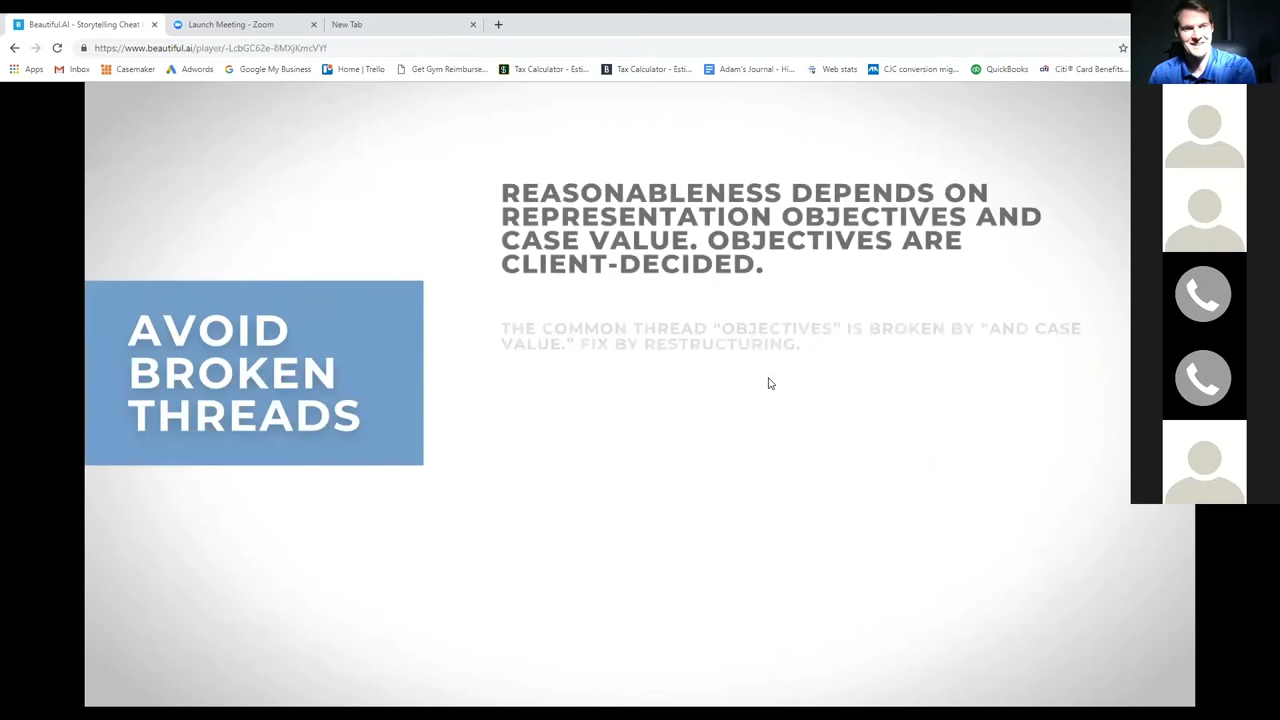 Beautiful.AI - Storytelling Cheat
Launch Meeting - Zoom
New Tab
https://www.beautiful.ai/player/-LcbGC62e-8MXjKmcVYf
Apps
Inbox
Casemaker
Adwords
Google My Business
Home | Trello
Get Gym Reimburse...
Tax Calculator - Esti...
Tax Calculator - Esti...
Adam's Journal - Hi...
Web stats
CJC conversion mig...
QuickBooks
Citi® Card Benefits...
REASONABLENESS DEPENDS ON
REPRESENTATION OBJECTIVES AND
CASE VALUE. OBJECTIVES ARE
CLIENT-DECIDED.
THE COMMON THREAD “OBJECTIVES” IS BROKEN BY “AND CASE
VALUE.” FIX BY RESTRUCTURING.
AVOID
BROKEN
THREADS